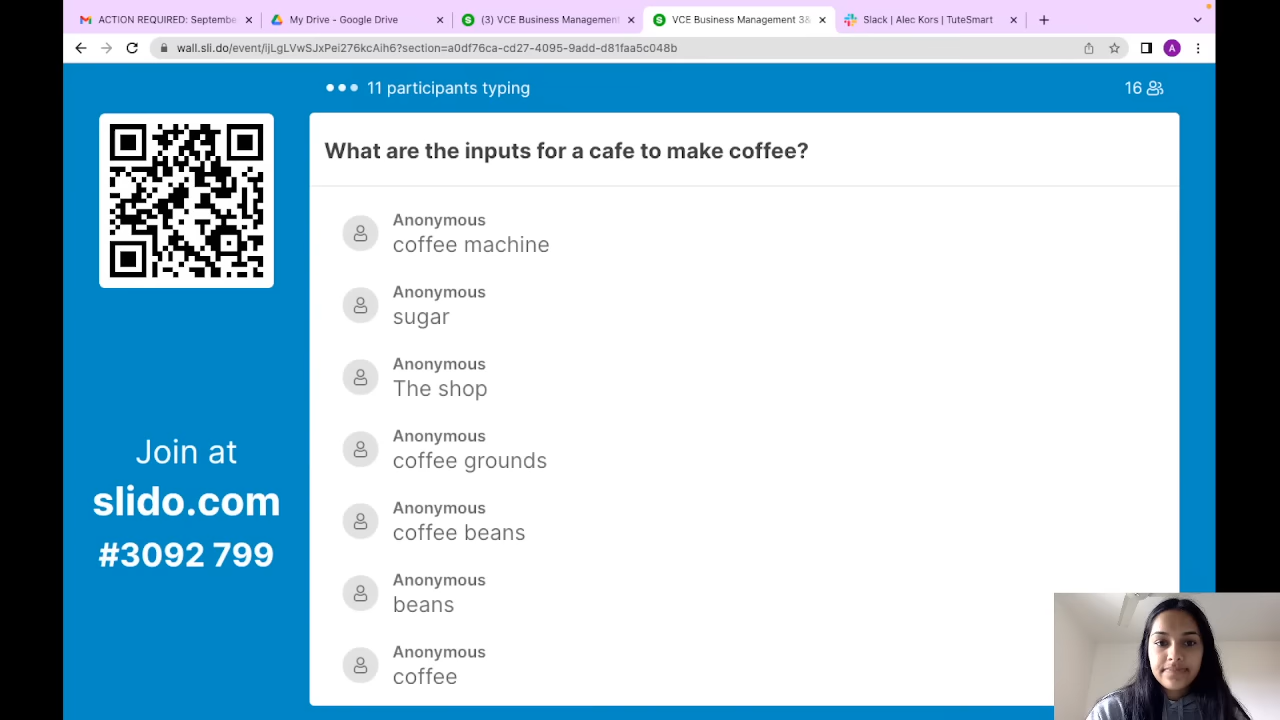 ACTION REQUIRED: Septembe
My Drive - Google Drive
(3) VCE Business Management
VCE Business Management 3&
Slack | Alec Kors | TuteSmart
wall.sli.do/event/ijLgLVwSJxPei276kcAih6?section=a0df76ca-cd27-4095-9add-d81faa5c048b
A
11 participants typing
16
What are the inputs for a cafe to make coffee?
Anonymous
coffee machine
Anonymous
sugar
Anonymous
The shop
Anonymous
coffee grounds
Anonymous
coffee beans
Anonymous
beans
Anonymous
coffee
Join at
slido.com
#3092 799